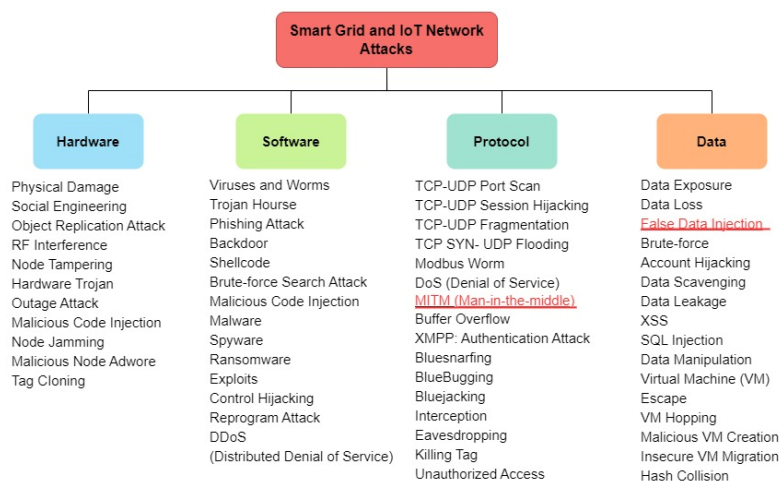 Smart Grid and IoT Network
Attacks
Hardware
Physical Damage
Social Engineering
Object Replication Attack
RF Interference
Node Tampering
Hardware Trojan
Outage Attack
Malicious Code Injection
Node Jamming
Malicious Node Adwore
Tag Cloning
Software
Viruses and Worms
Trojan Hourse
Phishing Attack
Backdoor
Shellcode
Brute-force Search Attack
Malicious Code Injection
Malware
Spyware
Ransomware
Exploits
Control Hijacking
Reprogram Attack
DDoS
(Distributed Denial of Service)
Protocol
TCP-UDP Port Scan
TCP-UDP Session Hijacking
TCP-UDP Fragmentation
TCP SYN- UDP Flooding
Modbus Worm
DoS (Denial of Service)
MITM (Man-in-the-middle)
Buffer Overflow
XMPP: Authentication Attack
Bluesnarfing
BlueBugging
Bluejacking
Interception
Eavesdropping
Killing Tag
Unauthorized Access
Data
Data Exposure
Data Loss
False Data Injection
Brute-force
Account Hijacking
Data Scavenging
Data Leakage
XSS
SQL Injection
Data Manipulation
Virtual Machine (VM)
Escape
VM Hopping
Malicious VM Creation
Insecure VM Migration
Hash Collision